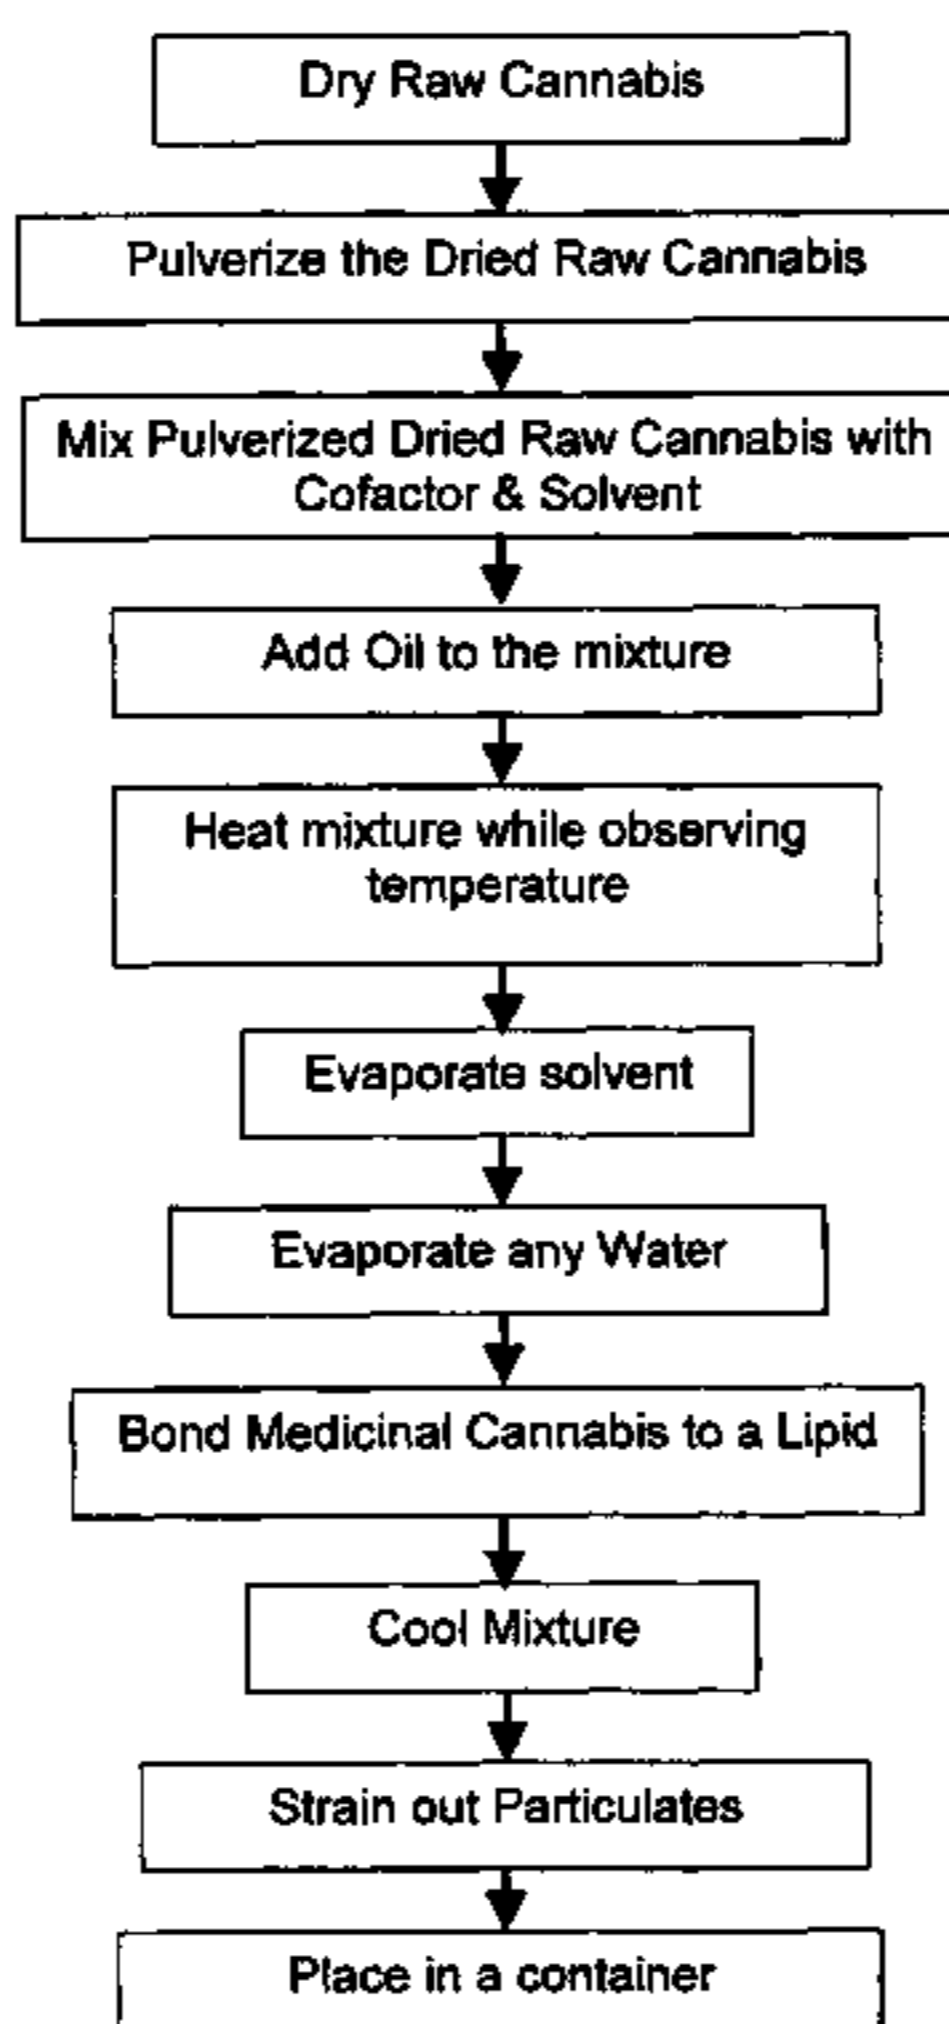 Dry Raw Cannabis
Pulverize the Dried Raw Cannabis
Mix Pulverized Dried Raw Cannabis with
Cofactor & Solvent
Add Oil to the mixture
Heat mixture while observing
temperature
Evaporate solvent
Evaporate any Water
Bond Medicinal Cannabis to a Lipid
Cool Mixture
Strain out Particulates
Place in a container